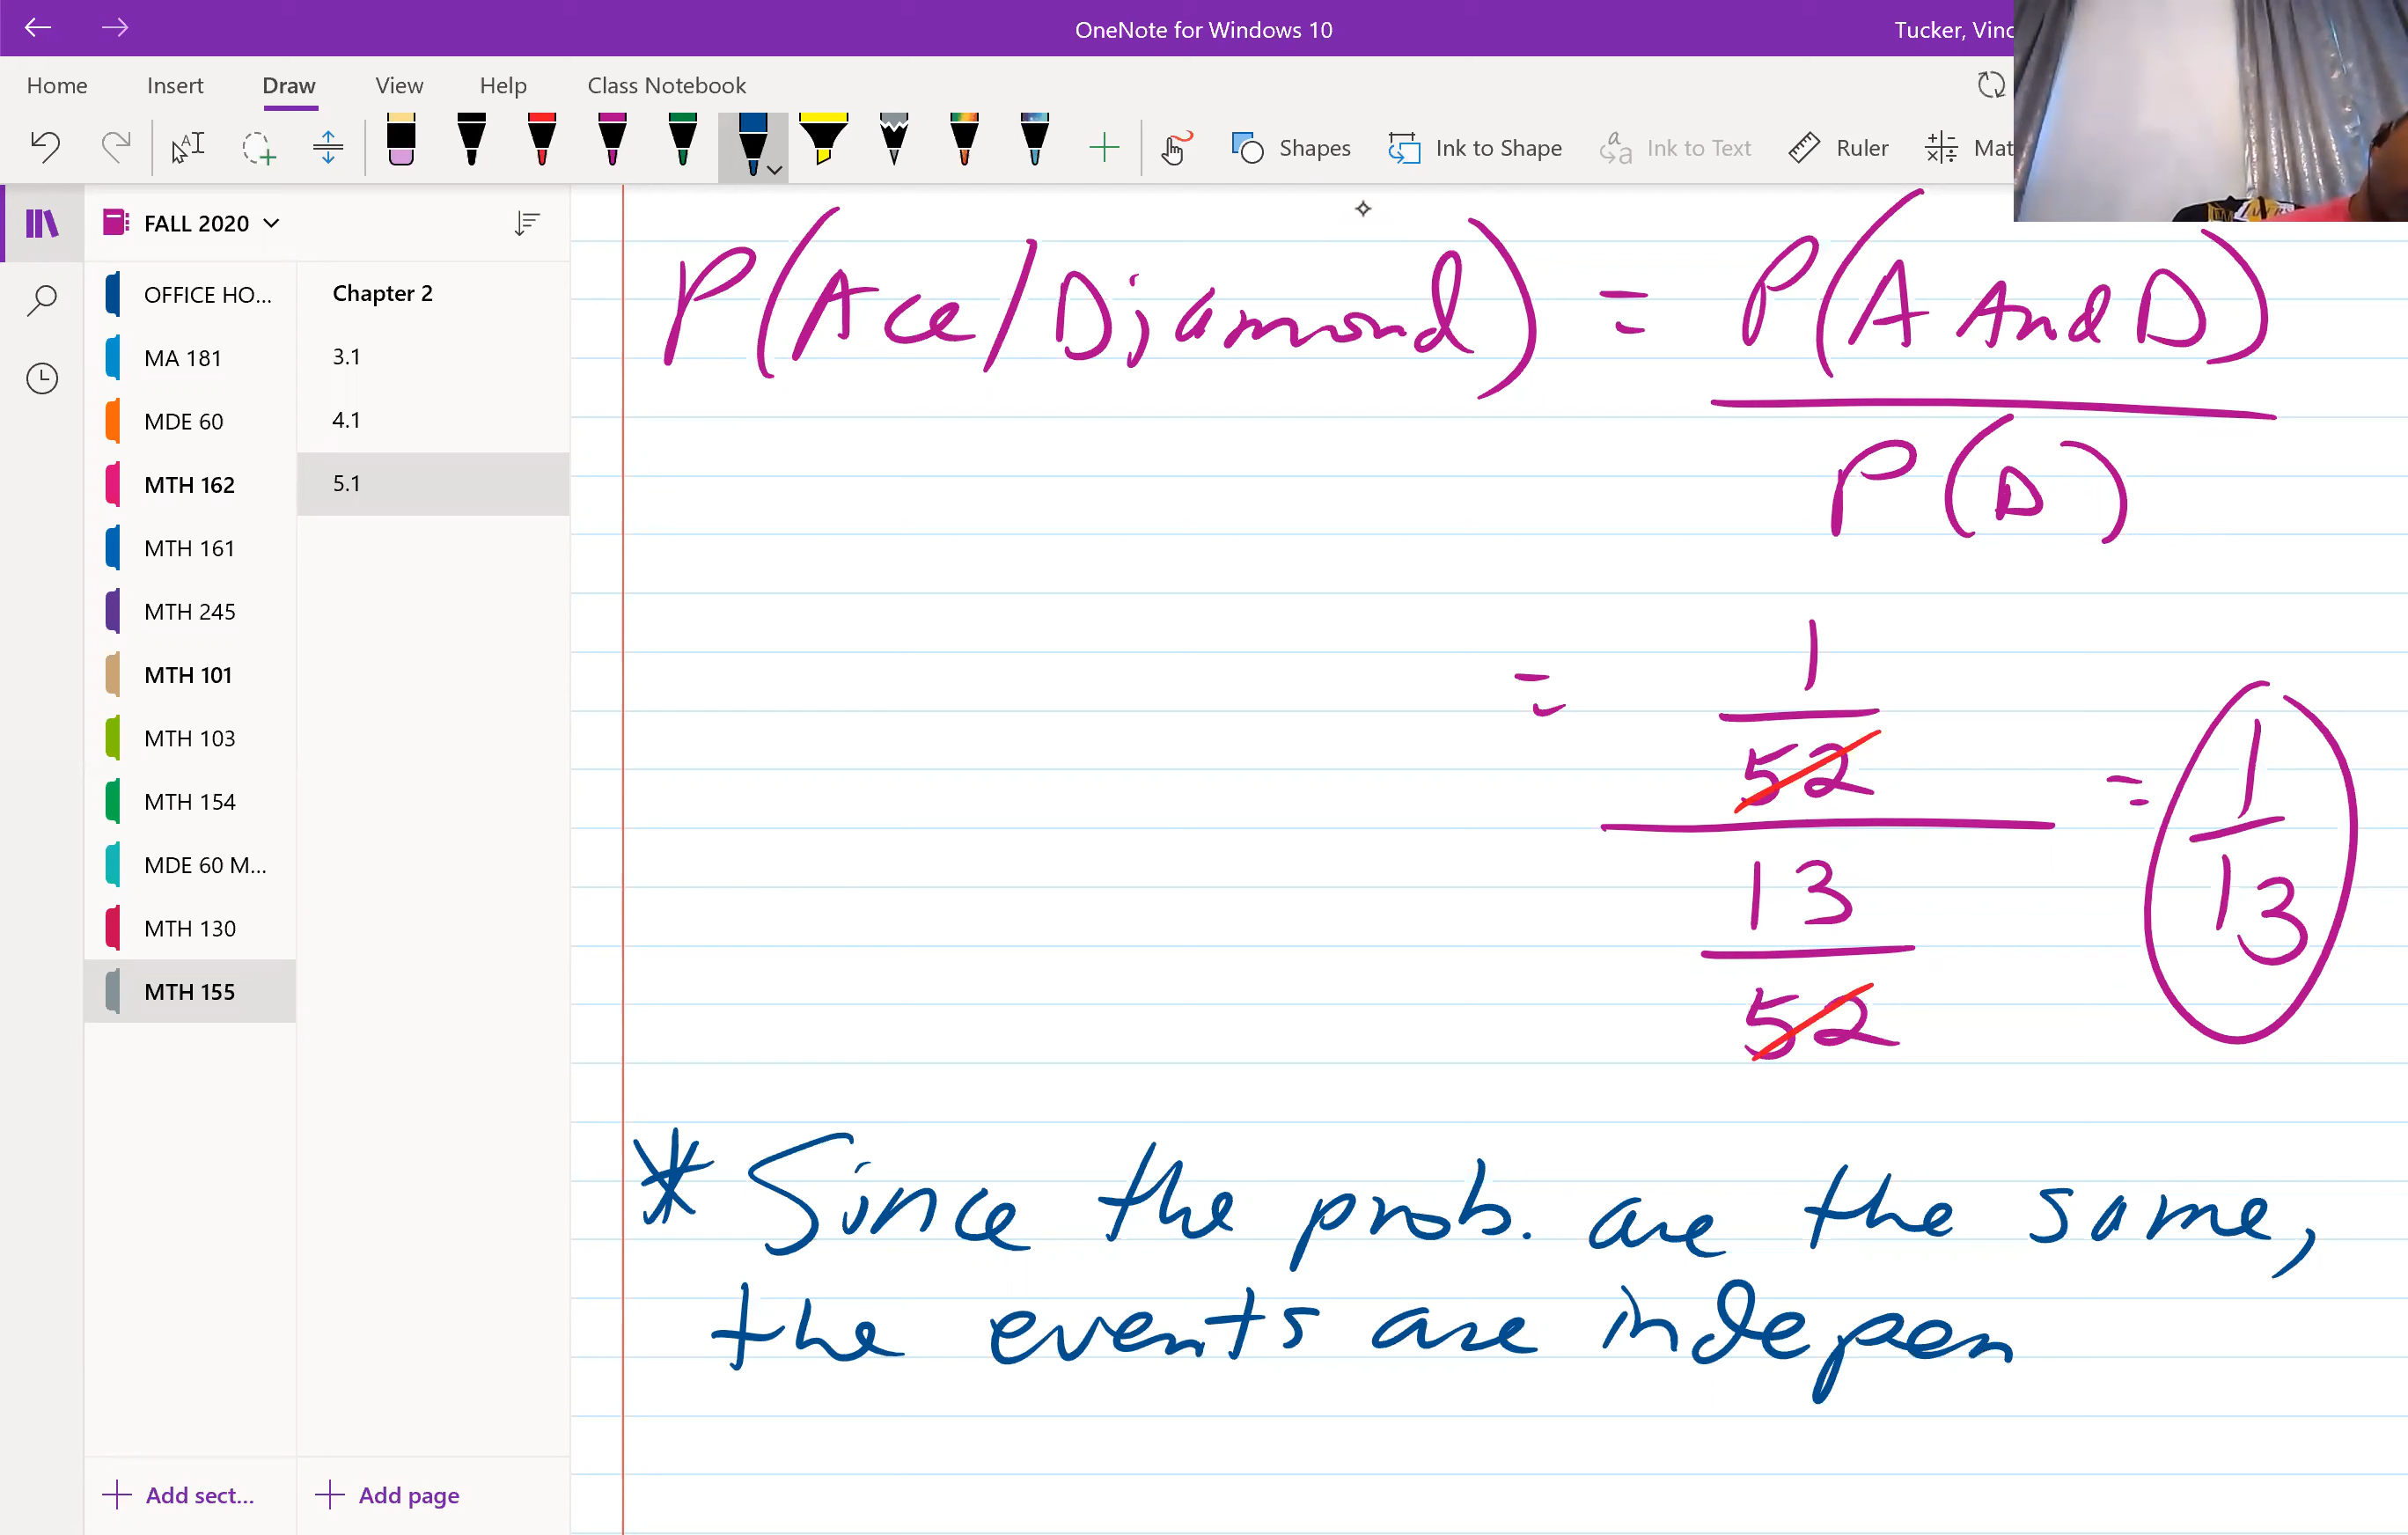 OneNote for Windows 10
Tucker, Vinc
Home Insert Draw View Help Class Notebook
Shapes Ink to Shape Ink to Text Ruler Mat
FALL 2020
OFFICE HO...
MA 181
MDE 60
MTH 162
MTH 161
MTH 245
MTH 101
MTH 103
MTH 154
MDE 60 M...
MTH 130
MTH 155
Add sect...
Chapter 2
3.1
4.1
5.1
Add page
P(Ace/Diamond) = P(A And D)
P(D)
= 1
52
13
52
= 1
13
* Since the prob. are the same,
the events are indepen